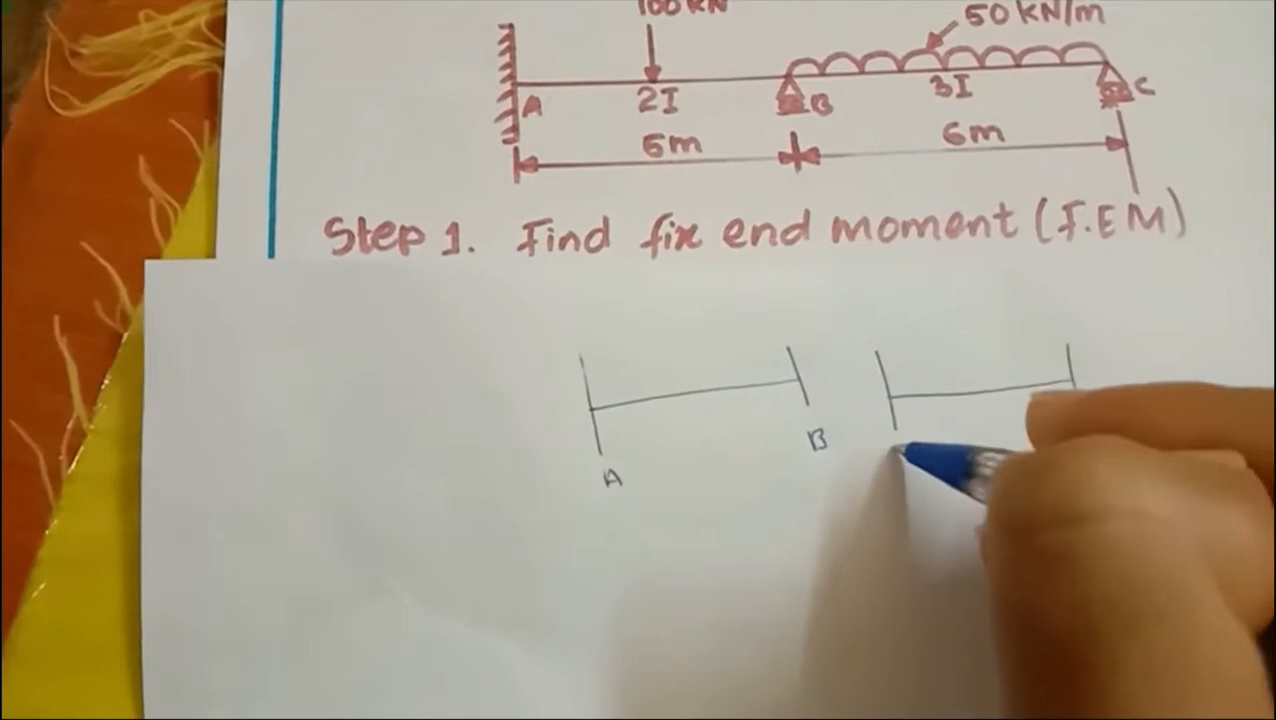 100 KN
50 KN/m
A 2I B 3I C
6m 6m
Step 1. Find fix end moment (F.E M)
A B